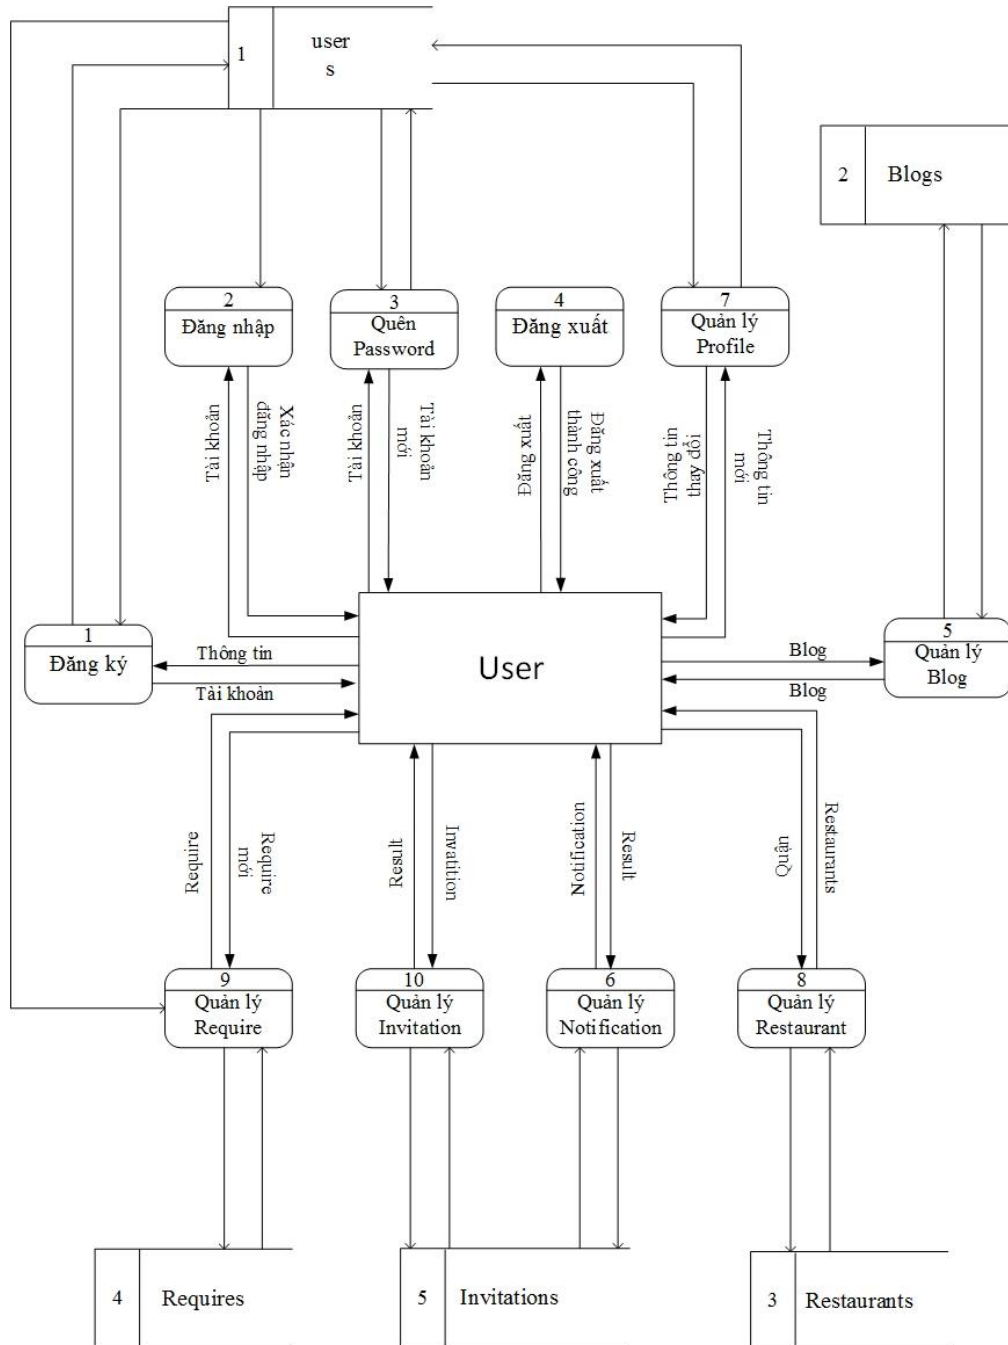 1
user
s
2
Blogs
2
Đăng nhập
3
Quên
Password
4
Đăng xuất
7
Quản lý
Profile
Tài khoản
Xác nhận
đăng nhập
Tài khoản
Tài khoản
mới
Đăng xuất
Đăng xuất
thành công
Thông tin
thay đổi
Thông tin
mới
1
Đăng ký
Thông tin
Tài khoản
User
Blog
Blog
5
Quản lý
Blog
Require
Require
mới
Result
Invatition
Notification
Result
Quận
Restaurants
9
Quản lý
Require
10
Quản lý
Invitation
6
Quản lý
Notification
8
Quản lý
Restaurant
4
Requires
5
Invitations
3
Restaurants